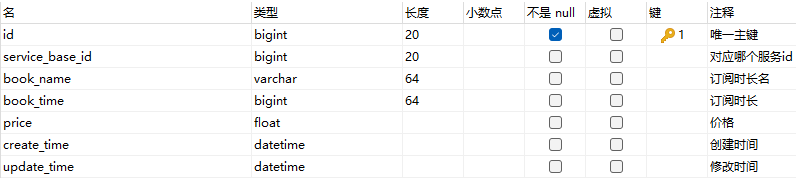 名 类型 长度 小数点 不是 null 虚拟 键 注释
id bigint 20 1 唯一主键
service_base_id bigint 20 对应哪个服务id
book_name varchar 64 订阅时长名
book_time bigint 64 订阅时长
price float 价格
create_time datetime 创建时间
update_time datetime 修改时间